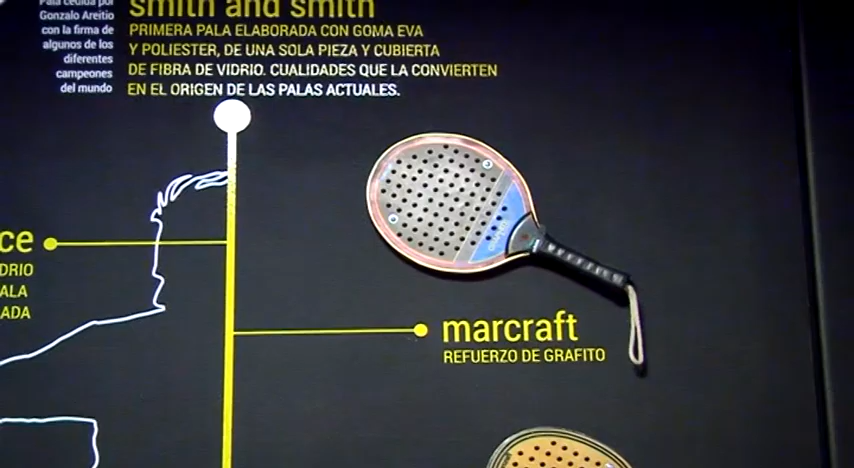 Pala cedida por
Gonzalo Areitio
con la firma de
algunos de los
diferentes
campeones
del mundo
smith and smith
PRIMERA PALA ELABORADA CON GOMA EVA
Y POLIESTER, DE UNA SOLA PIEZA Y CUBIERTA
DE FIBRA DE VIDRIO. CUALIDADES QUE LA CONVIERTEN
EN EL ORIGEN DE LAS PALAS ACTUALES.
ce
DRIO
ALA
ADA
marcraft
REFUERZO DE GRAFITO